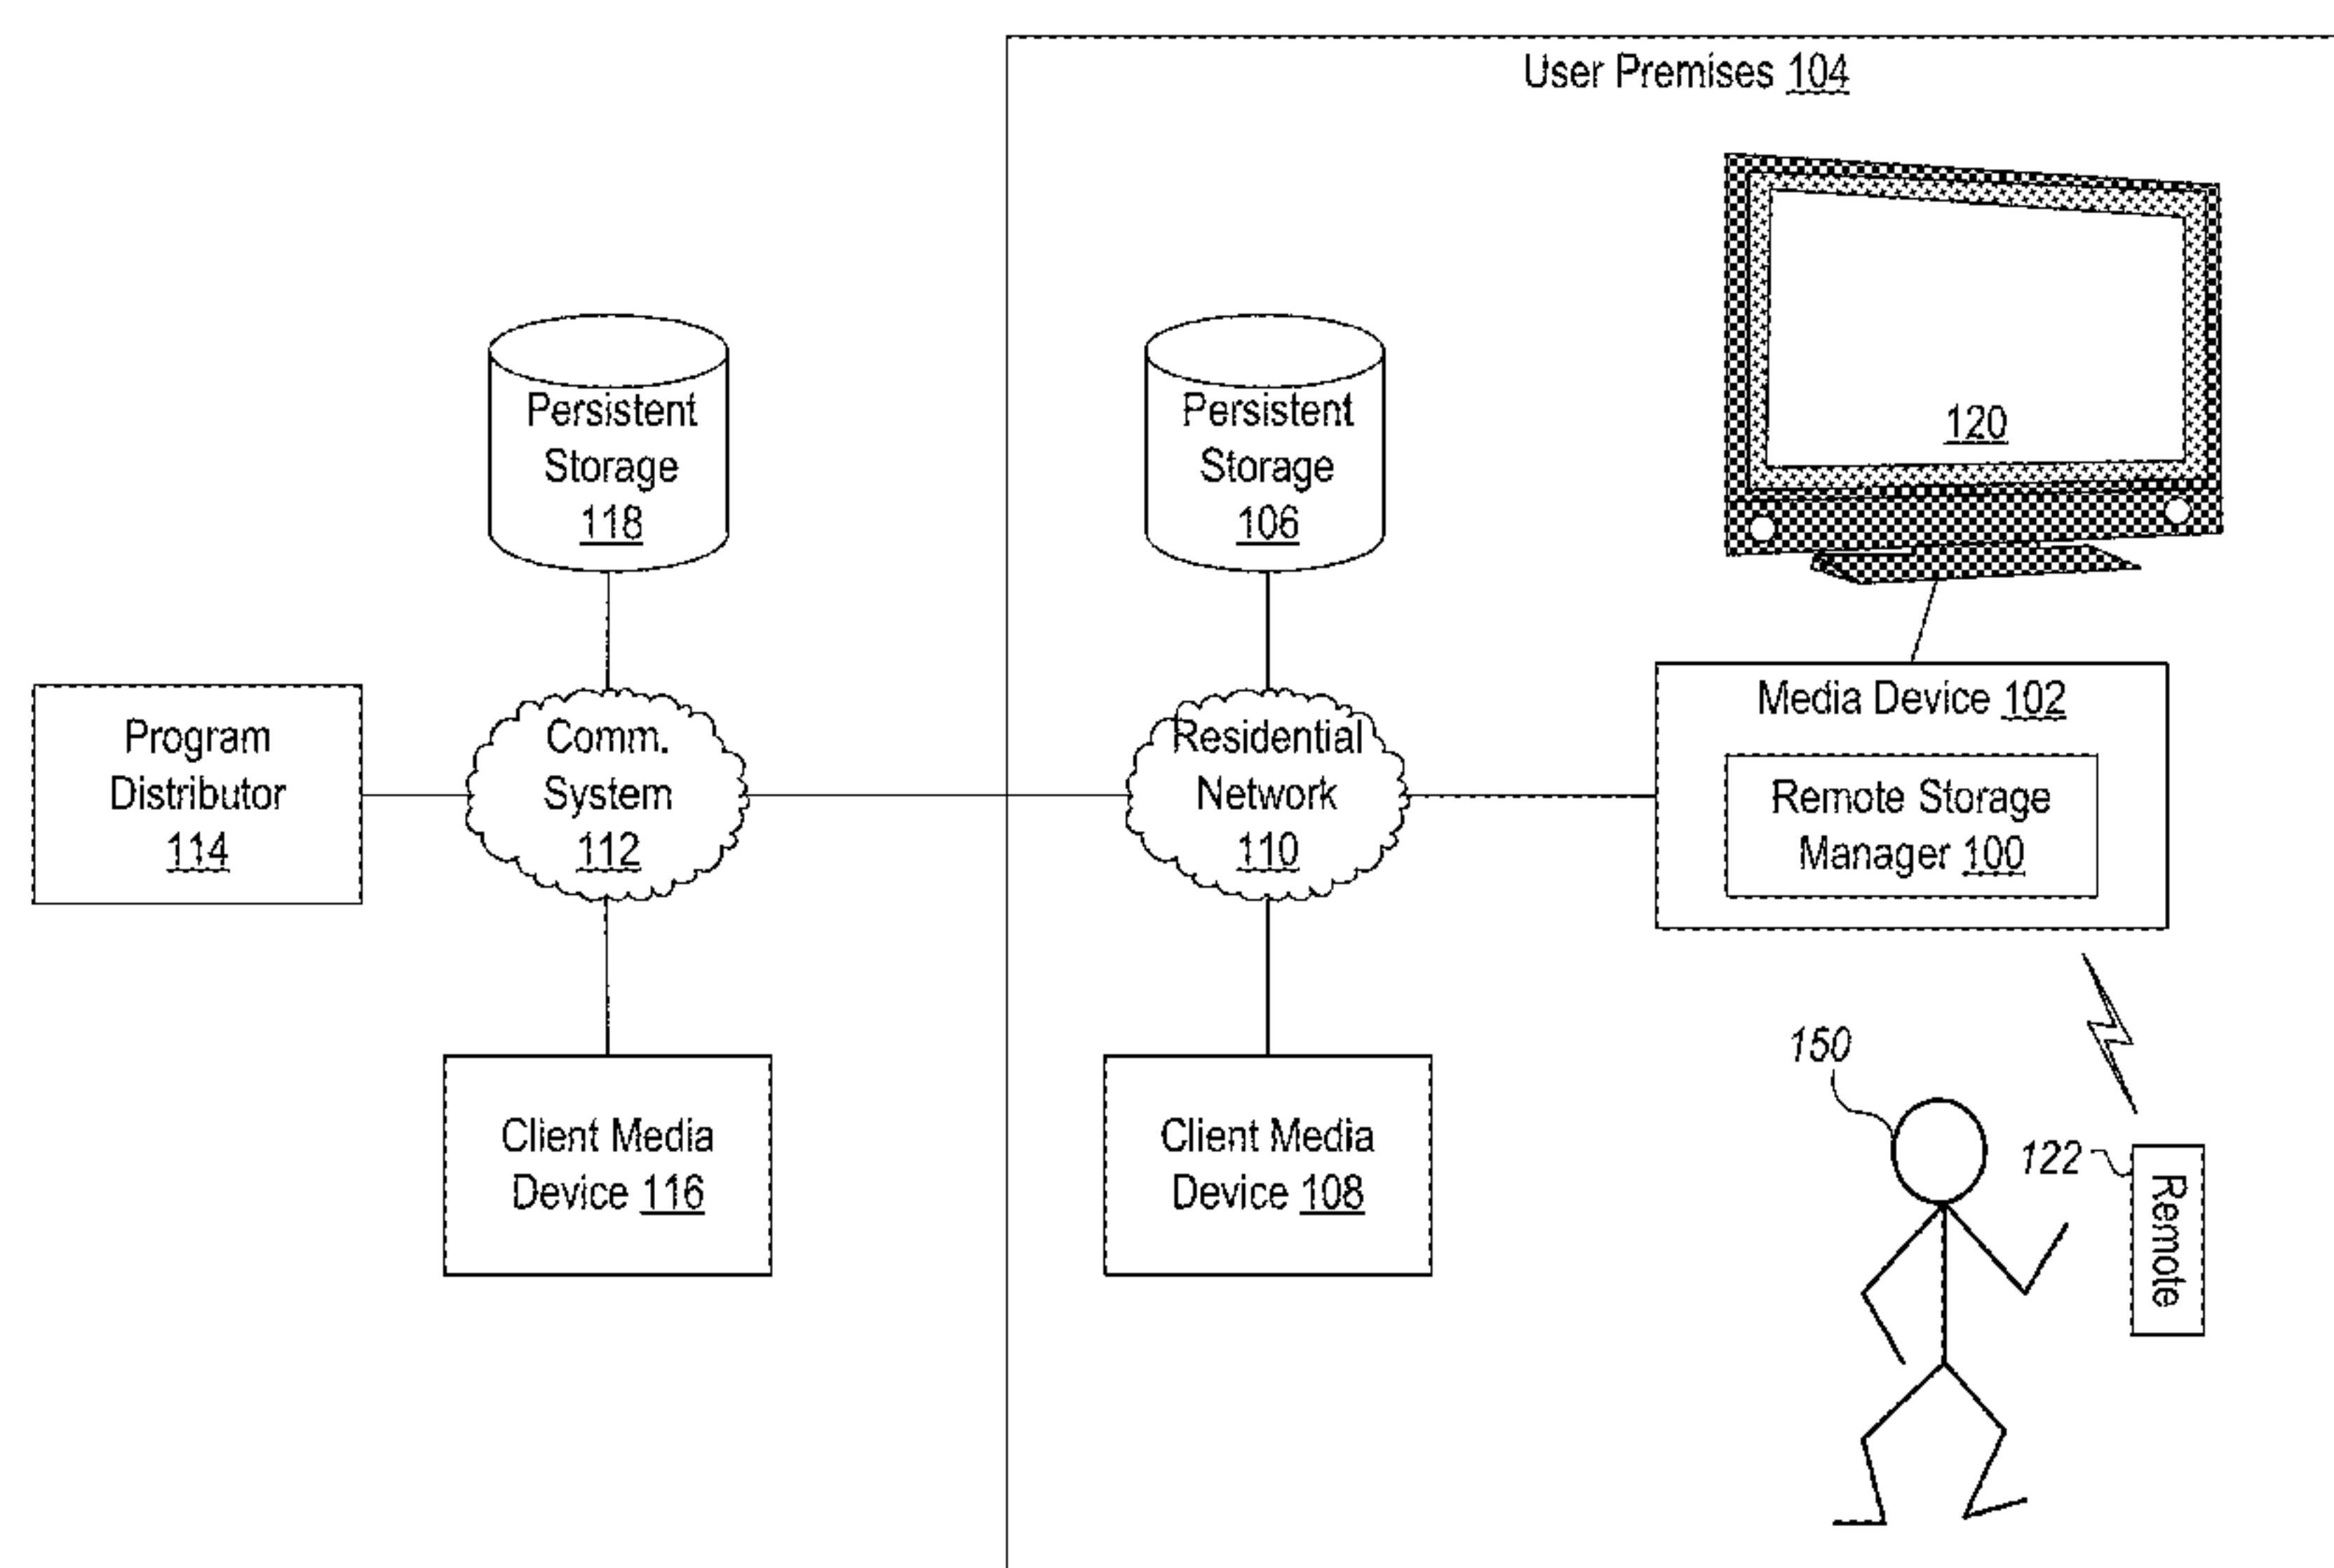 User Premises 104
Persistent
Storage
118
Persistent
Storage
106
120
Program
Distributor
114
Comm.
System
112
Residential
Network
110
Media Device 102
Remote Storage
Manager 100
Client Media
Device 116
Client Media
Device 108
150
122
Remote